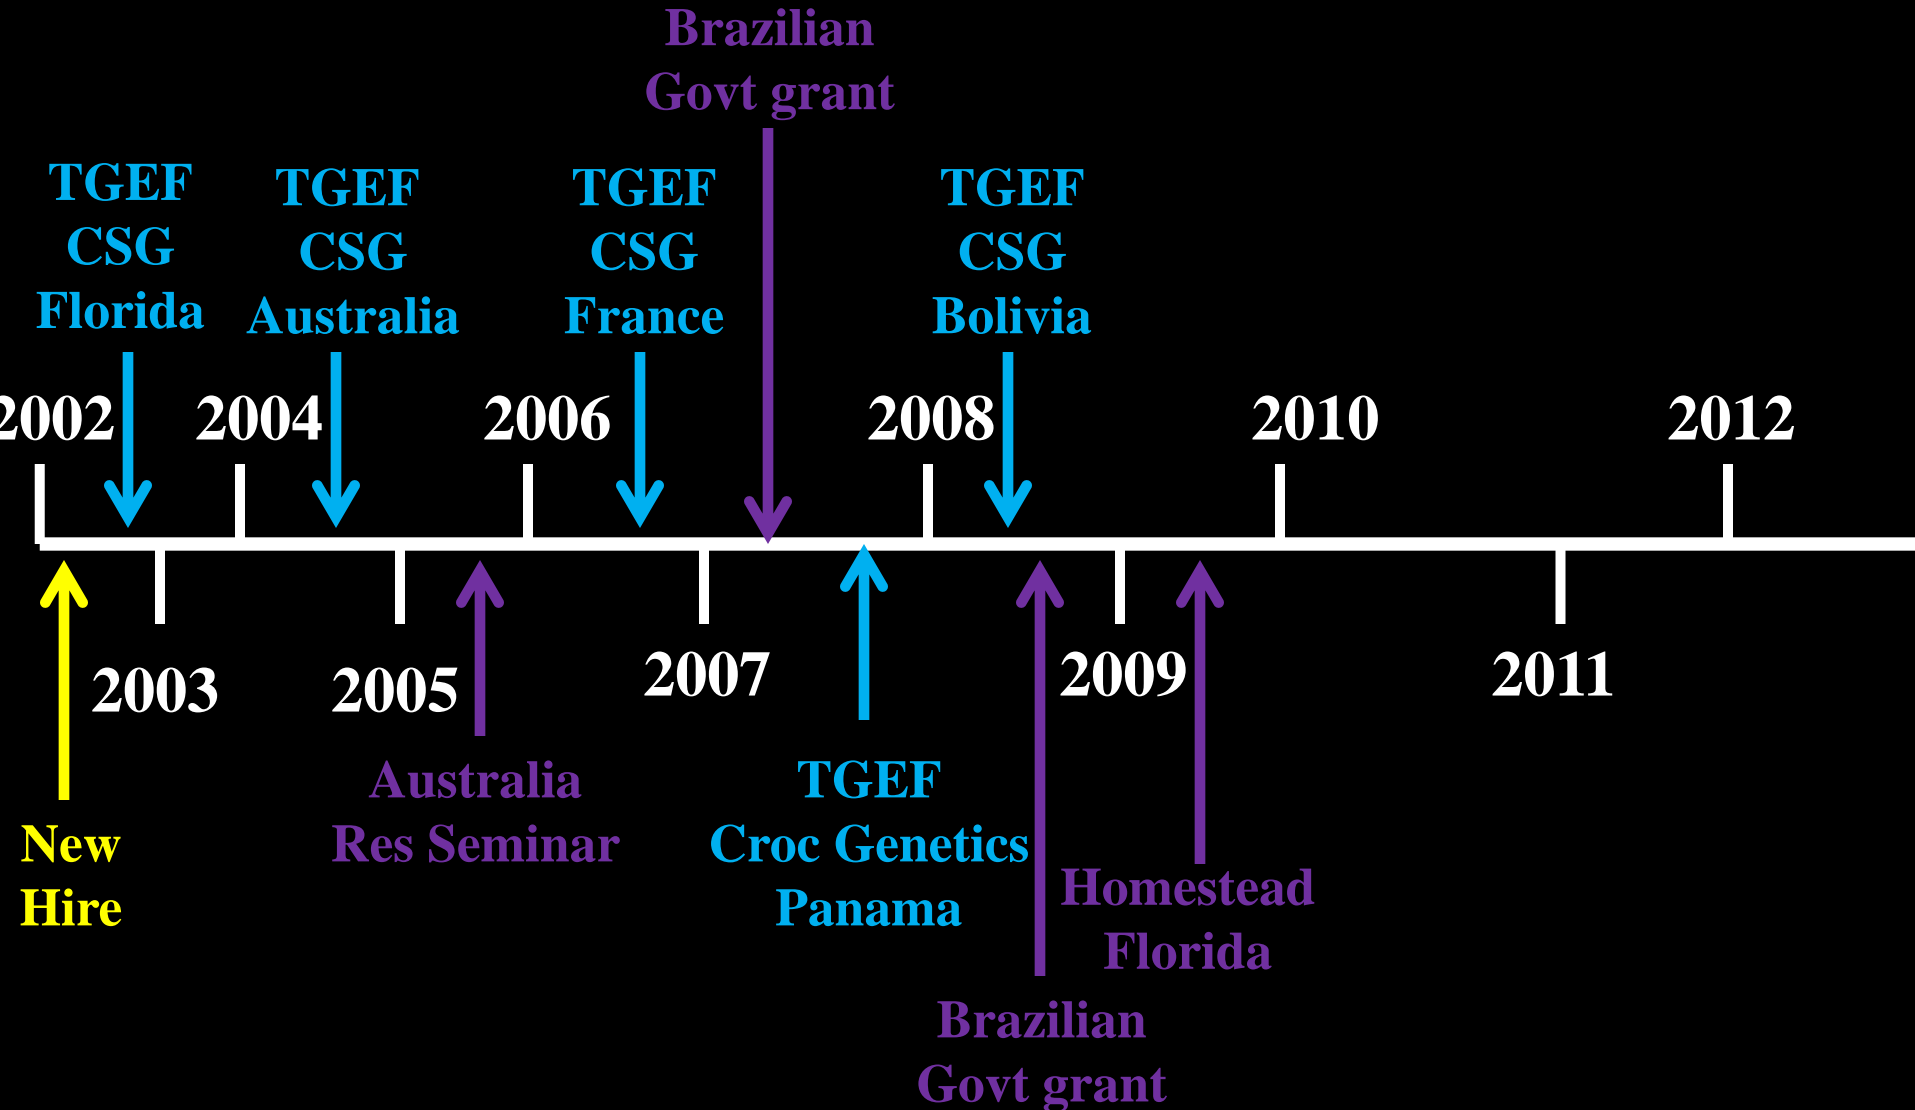 Brazilian
Govt grant
TGEF
CSG
Florida
TGEF
CSG
Australia
TGEF
CSG
France
TGEF
CSG
Bolivia
2002
2004
2006
2008
2010
2012
2003
2005
2007
2009
2011
New
Hire
Australia
Res Seminar
TGEF
Croc Genetics
Panama
Homestead
Florida
Brazilian
Govt grant